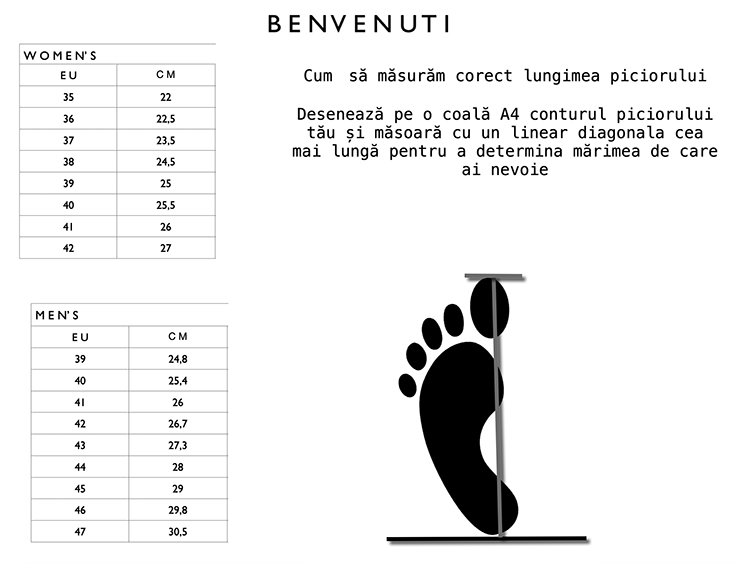 BENVENUTI
WOMEN'S
EU CM
35 22
36 22,5
37 23,5
38 24,5
39 25
40 25,5
41 26
42 27
Cum să măsurăm corect lungimea piciorului
Desenează pe o coală A4 conturul piciorului
tău și măsoară cu un linear diagonala cea
mai lungă pentru a determina mărimea de care
ai nevoie
MEN'S
EU CM
39 24,8
40 25,4
41 26
42 26,7
43 27,3
44 28
45 29
46 29,8
47 30,5